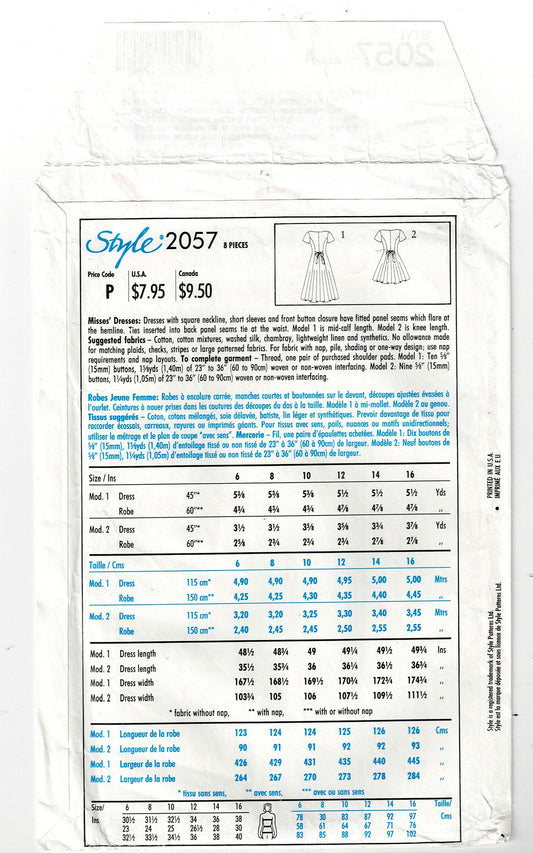 STYLE
2057
Style® 2057 8 PIECES
1
2
Price Code
U.S.A.
Canada
P
$7.95
$9.50
Misses' Dresses: Dresses with square neckline, short sleeves and front button closure have fitted panel seams which flare at
the hemline. Ties inserted into back panel seams tie at the waist. Model 1 is mid-calf length. Model 2 is knee length.
Suggested fabrics – Cotton, cotton mixtures, washed silk, chambray, lightweight linen and synthetics. No allowance made
for matching plaids, checks, stripes or large patterned fabrics. For fabric with nap, pile, shading or one-way design; use nap
requirements and nap layouts. To complete garment – Thread, one pair of purchased shoulder pads. Model 1: Ten ⅝"
(15mm) buttons, 1½yds (1,40m) of 23" to 36" (60 to 90cm) woven or non-woven interfacing. Model 2: Nine ⅝" (15mm)
buttons, 1¼yds (1,05m) of 23" to 36" (60 to 90cm) woven or non-woven interfacing.
Robes Jeune Femme: Robes à encolure carrée, manches courtes et boutonnées sur le devant, découpes ajustées évasées à
l'ourlet. Ceintures à nouer prises dans les coutures des découpes du dos à la taille. Modèle 1 à mi-mollet. Modèle 2 au genou.
Tissus suggérés – Coton, cotons mélangés, soie délavée, batiste, lin léger et synthétiques. Prevoir davantage de tissu pour
raccorder écossais, carreaux, rayures ou imprimés géants. Pour tissus avec sens, poils, nuances ou motifs unidirectionnels;
utiliser le métrage et le plan de coupe "avec sens". Mercerie – Fil, une paire d'épaulettes achetées. Modèle 1: Dix boutons de
⅝" (15mm), 1½yds (1,40m) d'entoilage tissé ou non tissé de 23" à 36" (60 à 90cm) de largeur. Modèle 2: Neuf boutons de
⅝" (15mm), 1¼yds (1,05m) d'entoilage tissé ou non tissé de 23" à 36" (60 à 90cm) de largeur.
Size / Ins 6 8 10 12 14 16
Mod. 1 Dress 45"* 5⅜ 5⅜ 5⅜ 5½ 5½ 5½ Yds
Robe 60"** 4¾ 4¾ 4¾ 4⅞ 4⅞ 4⅞ ,,
Mod. 2 Dress 45"* 3½ 3½ 3⅝ 3⅝ 3¾ 3⅞ Yds
Robe 60"** 2⅝ 2¾ 2¾ 2¾ 2⅞ 2⅞ ,,
Taille / Cms 6 8 10 12 14 16
Mod. 1 Dress 115 cm* 4,90 4,90 4,90 4,95 5,00 5,00 Mtrs
Robe 150 cm** 4,25 4,25 4,30 4,35 4,40 4,45 ,,
Mod. 2 Dress 115 cm* 3,20 3,20 3,25 3,30 3,40 3,45 Mtrs
Robe 150 cm** 2,40 2,45 2,45 2,50 2,55 2,55 ,,
Mod. 1 Dress length 48½ 48¾ 49 49¼ 49½ 49¾ Ins
Mod. 2 Dress length 35½ 35¾ 36 36¼ 36½ 36¾ ,,
Mod. 1 Dress width 167½ 168½ 169½ 170¾ 172¾ 174¾ ,,
Mod. 2 Dress width 103¾ 105 106 107½ 109½ 111½ ,,
* fabric without nap, ** with nap, *** with or without nap
Mod. 1 Longueur de la robe 123 124 124 125 126 126 Cms
Mod. 2 Longueur de la robe 90 91 91 92 92 93 ,,
Mod. 1 Largeur de la robe 426 429 431 435 440 445 ,,
Mod. 2 Largeur de la robe 264 267 270 273 278 284 ,,
* tissu sans sens, ** avec sens, *** avec ou sans sens
Size/ 6 8 10 12 14 16 6 8 10 12 14 16 Taille/
Ins 30½ 31½ 32½ 34 36 38 78 80 83 87 92 97 Cms
23 24 25 26½ 28 30 58 61 64 67 71 76
32½ 33½ 34½ 36 38 40 83 85 88 92 97 102
PRINTED IN U.S.A.
IMPRIMÉ AUX E.U.
Style is a registered trademark of Style Patterns Ltd.
Style est la marque déposée et sous licence de Style Patterns Ltd.